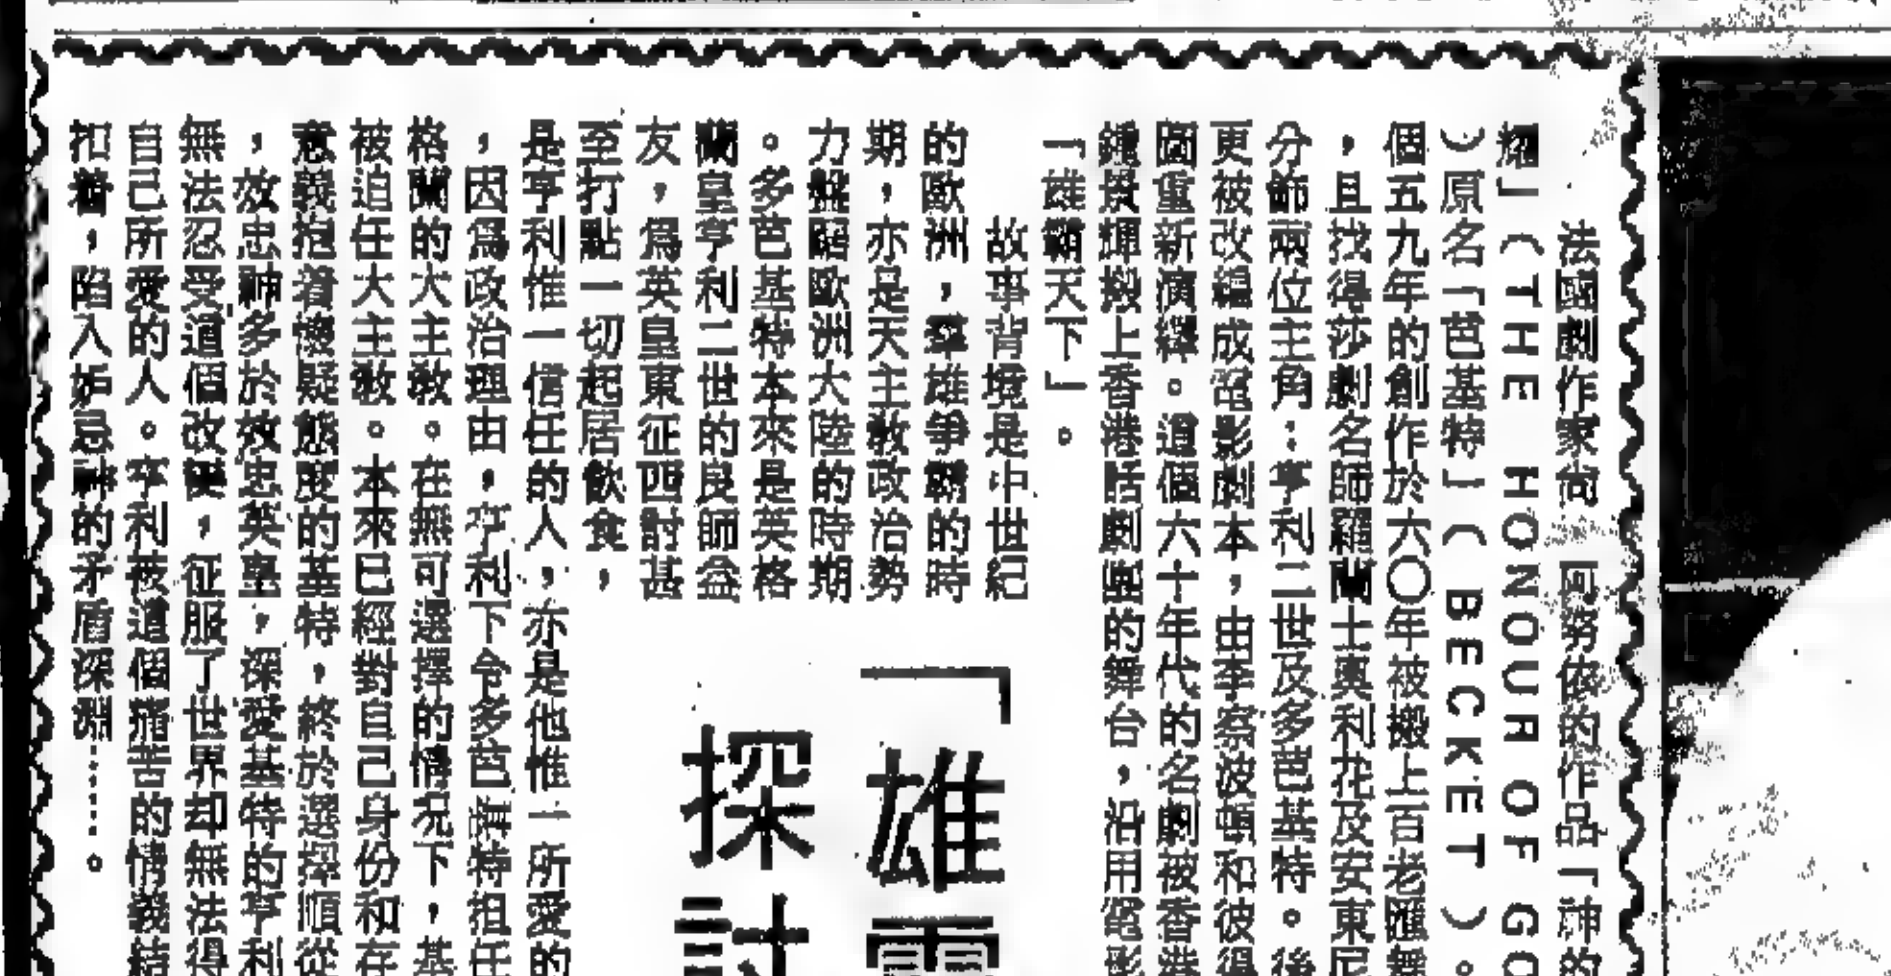 法國劇作家尚 阿努依的作品「神的
耀」（THE HONOUR OF GO
）原名「芭基特」（BECKET）。
個五九年的創作於六〇年被搬上百老匯舞
，且找得莎劇名師羅蘭士奧利花及安東尼
分飾兩位主角：亨利二世及多芭基特。後
更被改編成電影劇本，由李察波頓和彼得
圖重新演繹。這個六十年代的名劇被香港
鍾景輝搬上香港話劇團的舞台，沿用電影
「雄霸天下」。
故事背境是中世紀
的歐洲，羣雄爭霸的時
期，亦是天主教政治勢
力盤踞歐洲大陸的時期
。多芭基特本來是英格
蘭皇亨利二世的良師益
友，爲英皇東征西討甚
至打點一切起居飲食，
是亨利惟一信任的人，亦是他惟一所愛的
，因爲政治理由，亨利下令多芭基特担任
格蘭的大主教。在無可選擇的情况下，基
被迫任大主教。本來已經對自己身份和在
意義抱着懷疑態度的基特，終於選擇順從
，效忠神多於效忠英皇，深愛基特的亨利
無法忍受這個改變，征服了世界却無法得
自己所愛的人。亨利被這個痛苦的情義結
扣着，陷入妒忌神的矛盾深淵……。
「雄霸
探討